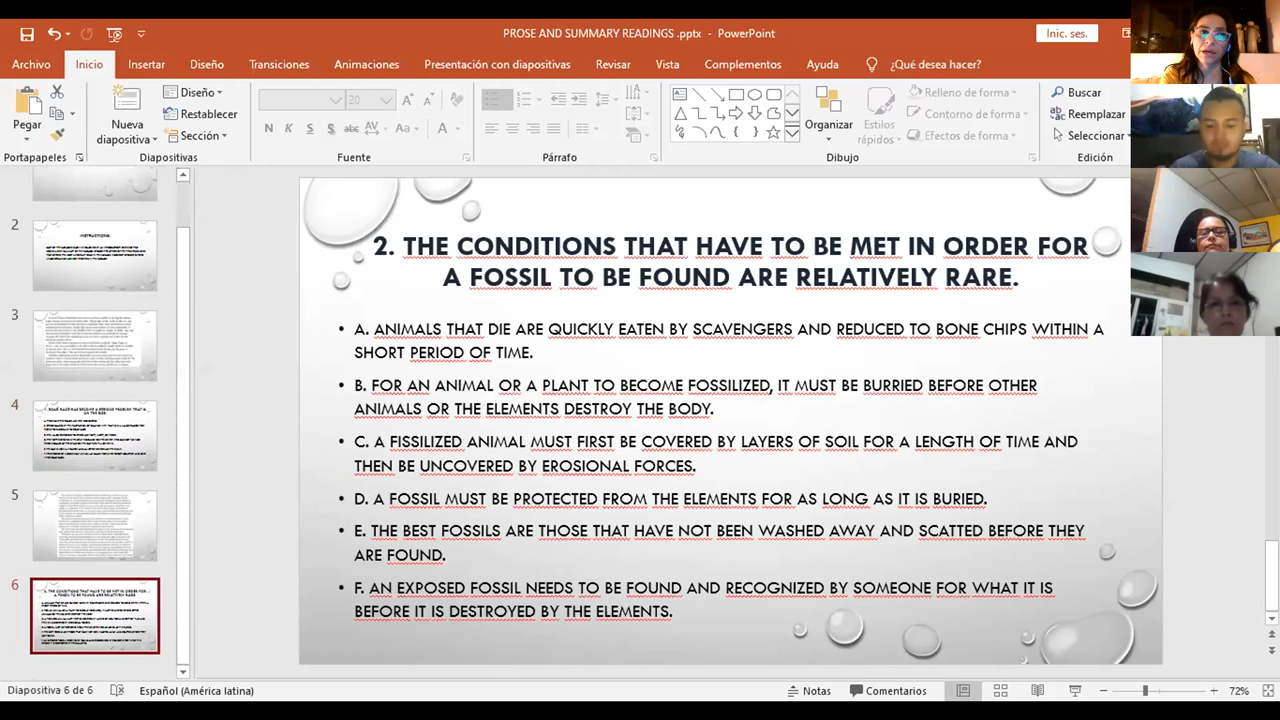 PROSE AND SUMMARY READINGS .pptx - PowerPoint
Inic. ses.
Archivo Inicio Insertar Diseño Transiciones Animaciones Presentación con diapositivas Revisar Vista Complementos Ayuda ¿Qué desea hacer?
Pegar
Portapapeles
Nueva
diapositiva
Diseño
Restablecer
Sección
Diapositivas
20
N K S abc AV Aa A
Fuente
Párrafo
Organizar
Estilos
rápidos
Relleno de forma
Contorno de forma
Efectos de forma
Dibujo
Buscar
Reemplazar
Seleccionar
Edición
2
INSTRUCTIONS:
3
4
5
6
2. THE CONDITIONS THAT HAVE TO BE MET IN ORDER FOR
A FOSSIL TO BE FOUND ARE RELATIVELY RARE.
• A. ANIMALS THAT DIE ARE QUICKLY EATEN BY SCAVENGERS AND REDUCED TO BONE CHIPS WITHIN A
SHORT PERIOD OF TIME.
• B. FOR AN ANIMAL OR A PLANT TO BECOME FOSSILIZED, IT MUST BE BURRIED BEFORE OTHER
ANIMALS OR THE ELEMENTS DESTROY THE BODY.
• C. A FISSILIZED ANIMAL MUST FIRST BE COVERED BY LAYERS OF SOIL FOR A LENGTH OF TIME AND
THEN BE UNCOVERED BY EROSIONAL FORCES.
• D. A FOSSIL MUST BE PROTECTED FROM THE ELEMENTS FOR AS LONG AS IT IS BURIED.
• E. THE BEST FOSSILS ARE THOSE THAT HAVE NOT BEEN WASHED AWAY AND SCATTED BEFORE THEY
ARE FOUND.
• F. AN EXPOSED FOSSIL NEEDS TO BE FOUND AND RECOGNIZED BY SOMEONE FOR WHAT IT IS
BEFORE IT IS DESTROYED BY THE ELEMENTS.
Diapositiva 6 de 6 Español (América latina) Notas Comentarios 72%